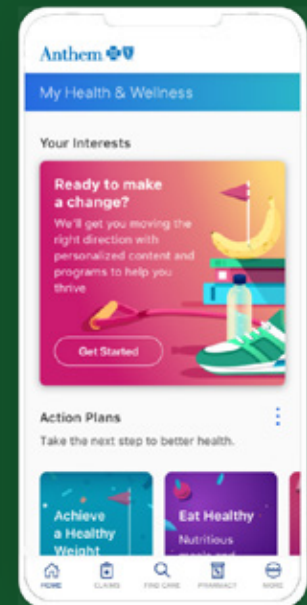 Anthem
My Health & Wellness
Your Interests
Ready to make
a change?
We'll get you moving the
right direction with
personalized content and
programs to help you
thrive
Get Started
Action Plans
Take the next step to better health.
Achieve
a Healthy
Weight
Eat Healthy
Nutritious
HOME CLAIMS FIND CARE PHARMACY MORE